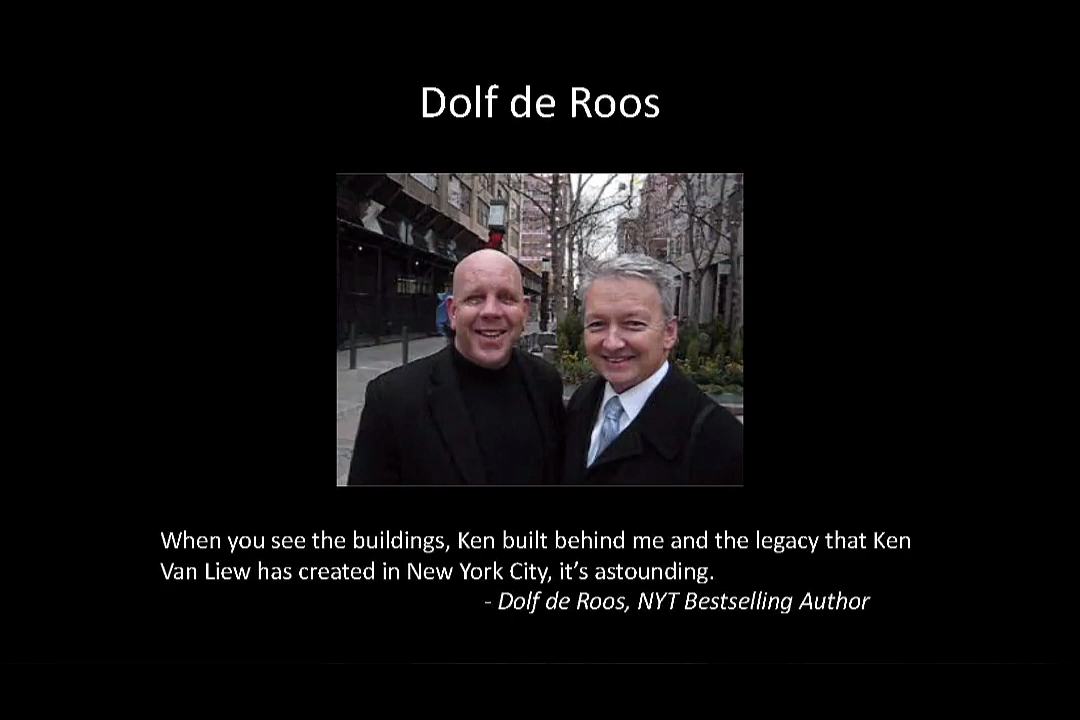 Dolf de Roos
When you see the buildings, Ken built behind me and the legacy that Ken
Van Liew has created in New York City, it’s astounding.
- Dolf de Roos, NYT Bestselling Author